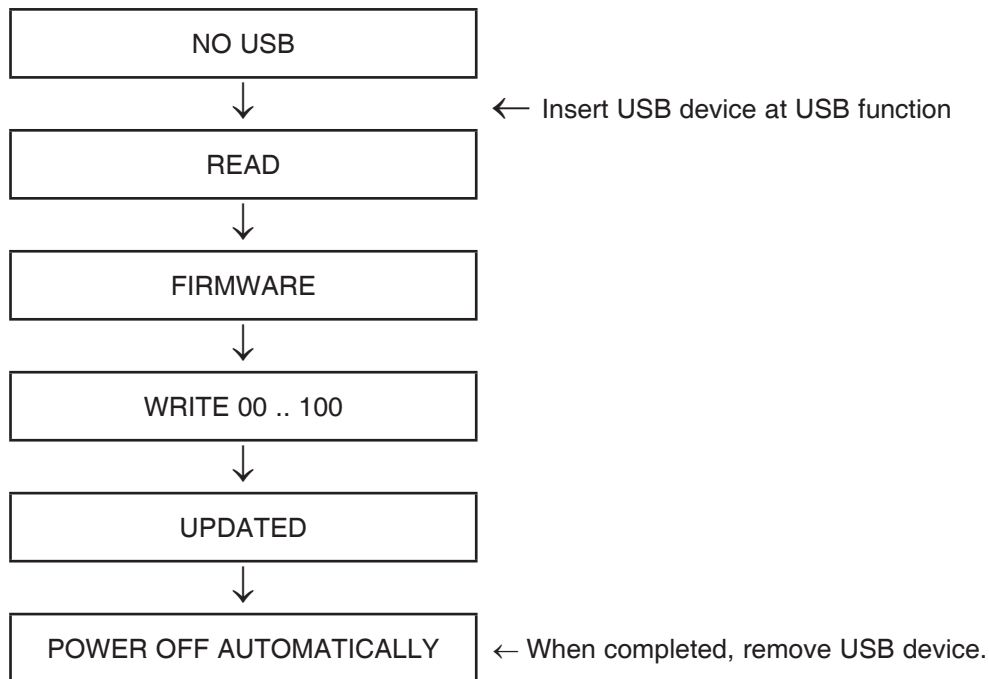 NO USB
← Insert USB device at USB function
READ
FIRMWARE
WRITE 00 .. 100
UPDATED
POWER OFF AUTOMATICALLY ← When completed, remove USB device.